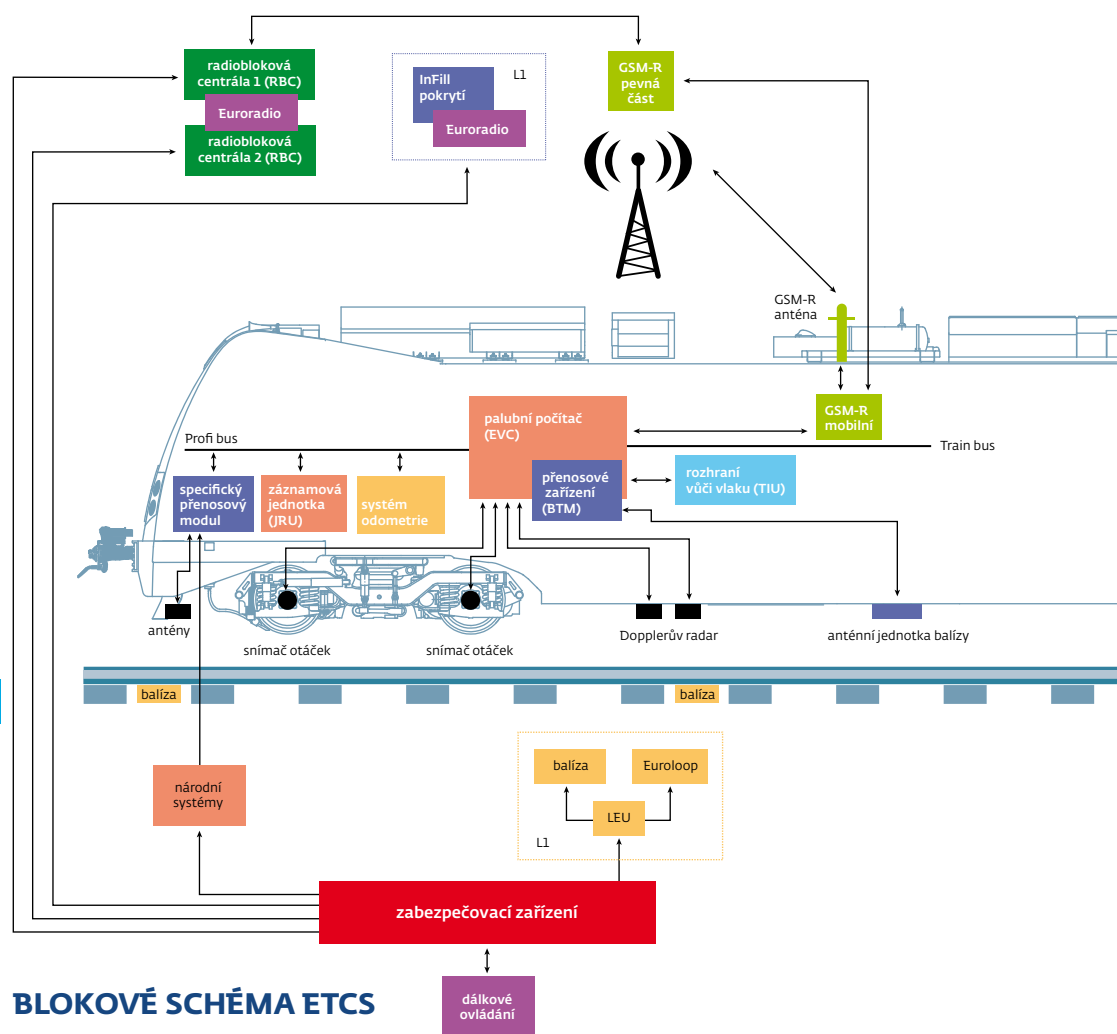 radiobloková
centrála 1 (RBC)
Euroradio
radiobloková
centrála 2 (RBC)
InFill
pokrytí
L1
Euroradio
GSM-R
pevná
část
GSM-R
anténa
GSM-R
mobilní
palubní počítač
(EVC)
Profi bus
Train bus
specifický
přenosový
modul
záznamová
jednotka
(JRU)
systém
odometrie
přenosové
zařízení
(BTM)
rozhraní
vůči vlaku (TIU)
antény
snímač otáček
snímač otáček
Dopplerův radar
anténní jednotka balízy
balíza
balíza
národní
systémy
balíza
Euroloop
LEU
L1
zabezpečovací zařízení
dálkové
ovládání
BLOKOVÉ SCHÉMA ETCS